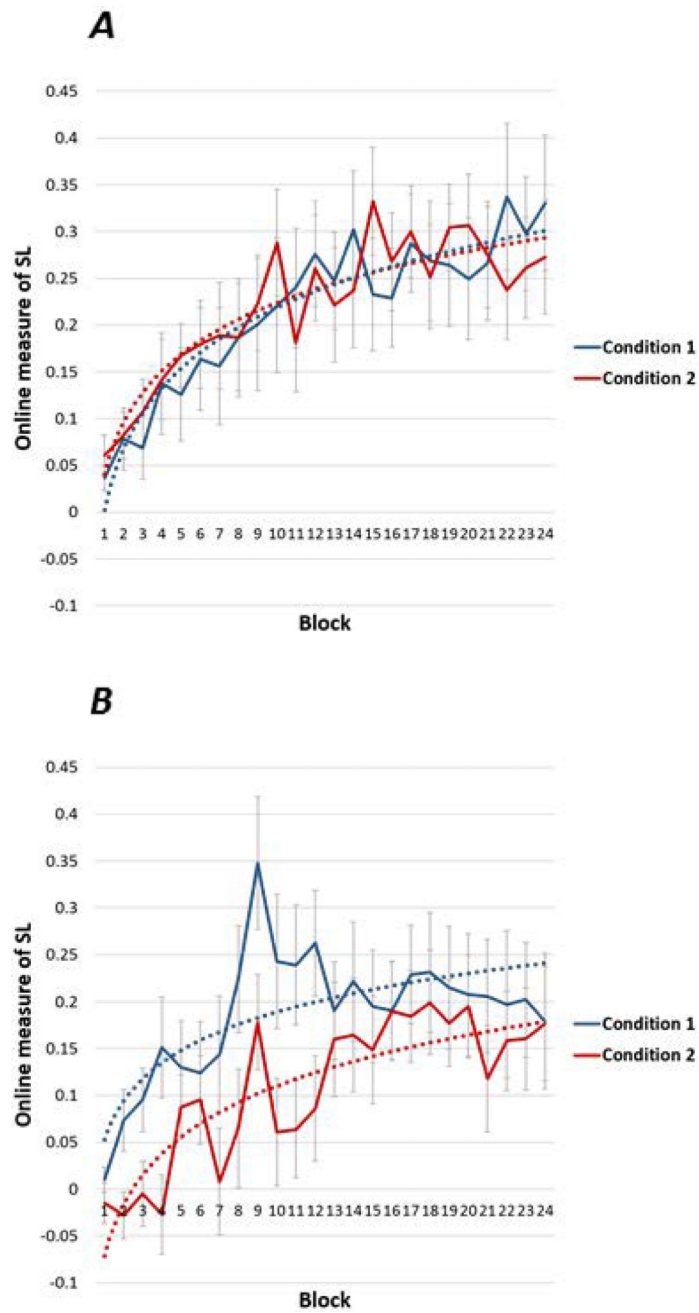 A
0.45
0.4
0.35
0.3
0.25
0.2
0.15
0.1
0.05
0
-0.05
-0.1
Online measure of SL
1 2 3 4 5 6 7 8 9 10 11 12 13 14 15 16 17 18 19 20 21 22 23 24
Block
Condition 1
Condition 2
B
0.45
0.4
0.35
0.3
0.25
0.2
0.15
0.1
0.05
0
-0.05
-0.1
Online measure of SL
1 2 3 4 5 6 7 8 9 10 11 12 13 14 15 16 17 18 19 20 21 22 23 24
Block
Condition 1
Condition 2